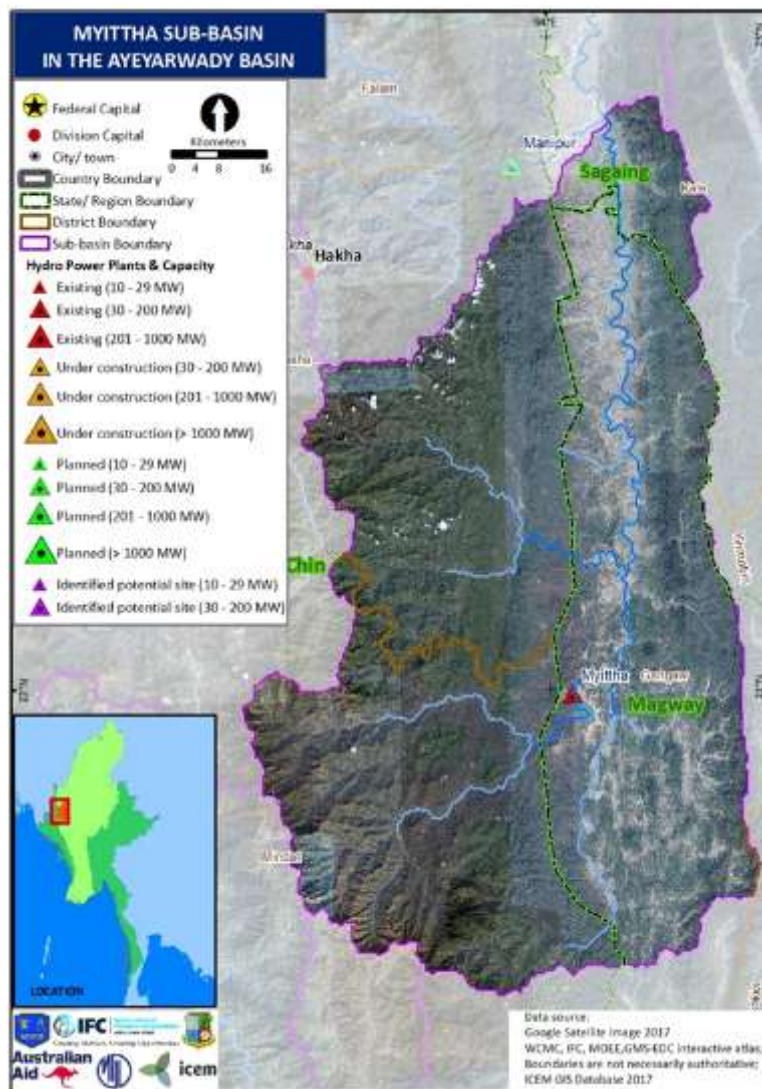 MYITTHA SUB-BASIN
IN THE AYEYARWADY BASIN
Federal Capital
Division Capital
City/ town
Country Boundary
State/ Region Boundary
District Boundary
Sub-basin Boundary
Kilometers
0 4 8 16
Hydro Power Plants & Capacity
Existing (10 - 29 MW)
Existing (30 - 200 MW)
Existing (201 - 1000 MW)
Under construction (30 - 200 MW)
Under construction (201 - 1000 MW)
Under construction (> 1000 MW)
Planned (10 - 29 MW)
Planned (30 - 200 MW)
Planned (201 - 1000 MW)
Planned (> 1000 MW)
Identified potential site (10 - 29 MW)
Identified potential site (30 - 200 MW)
94°E
Falam
Manipur
Sagaing
Hakha
Chin
Myittha
Magway
Mindat
22°N
LOCATION
IFC
Australian
Aid
icem
Data source:
Google Satellite Image 2017
WCMC, IFC, MOEE,GMS-EOC interactive atlas,
Boundaries are not necessarily authoritative;
ICEM GIS Database 2017